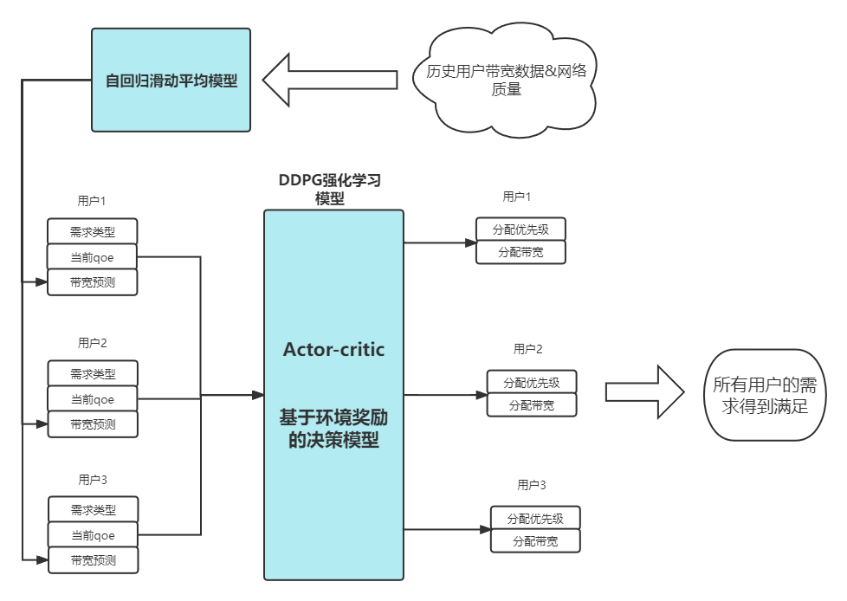 自回归滑动平均模型
历史用户带宽数据&网络
质量
DDPG强化学习
模型
用户1
需求类型
当前qoe
带宽预测
用户2
需求类型
当前qoe
带宽预测
用户3
需求类型
当前qoe
带宽预测
Actor-critic
基于环境奖励
的决策模型
用户1
分配优先级
分配带宽
用户2
分配优先级
分配带宽
用户3
分配优先级
分配带宽
所有用户的需
求得到满足